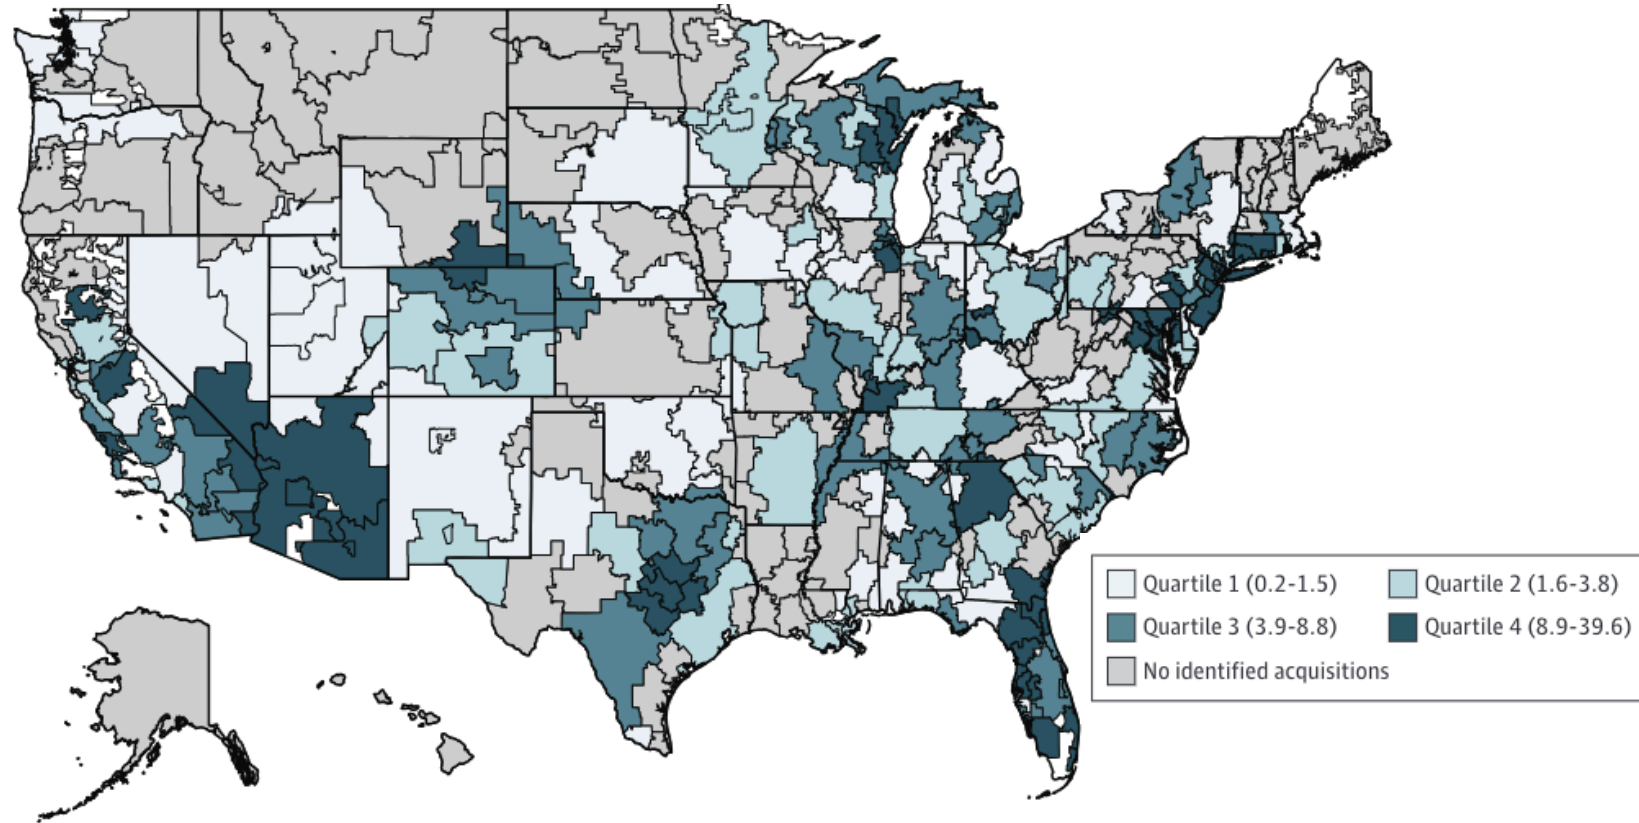 Quartile 1 (0.2-1.5) Quartile 2 (1.6-3.8)
Quartile 3 (3.9-8.8) Quartile 4 (8.9-39.6)
No identified acquisitions